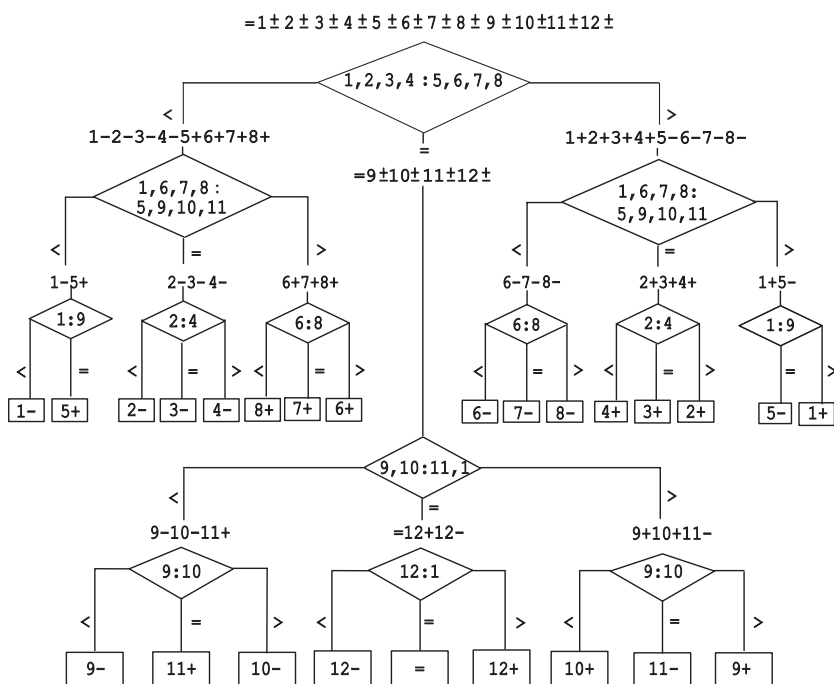 =1± 2 ± 3 ± 4 ± 5 ± 6± 7 ± 8 ± 9 ±10±11±12±
1,2,3,4 :5,6,7,8
< >
1-2-3-4-5+6+7+8+ = 1+2+3+4+5-6-7-8-
=9±10±11±12±
1,6,7,8 : 1,6,7,8:
5,9,10,11 5,9,10,11
< = > < = >
1-5+ 2-3-4- 6+7+8+ 6-7-8- 2+3+4+ 1+5-
1:9 2:4 6:8 6:8 2:4 1:9
< = < = > < = > < = > < = > = >
1- 5+ 2- 3- 4- 8+ 7+ 6+ 6- 7- 8- 4+ 3+ 2+ 5- 1+
9,10:11,1
< = >
9-10-11+ =12+12- 9+10+11-
9:10 12:1 9:10
< = > < = > < = >
9- 11+ 10- 12- = 12+ 10+ 11- 9+